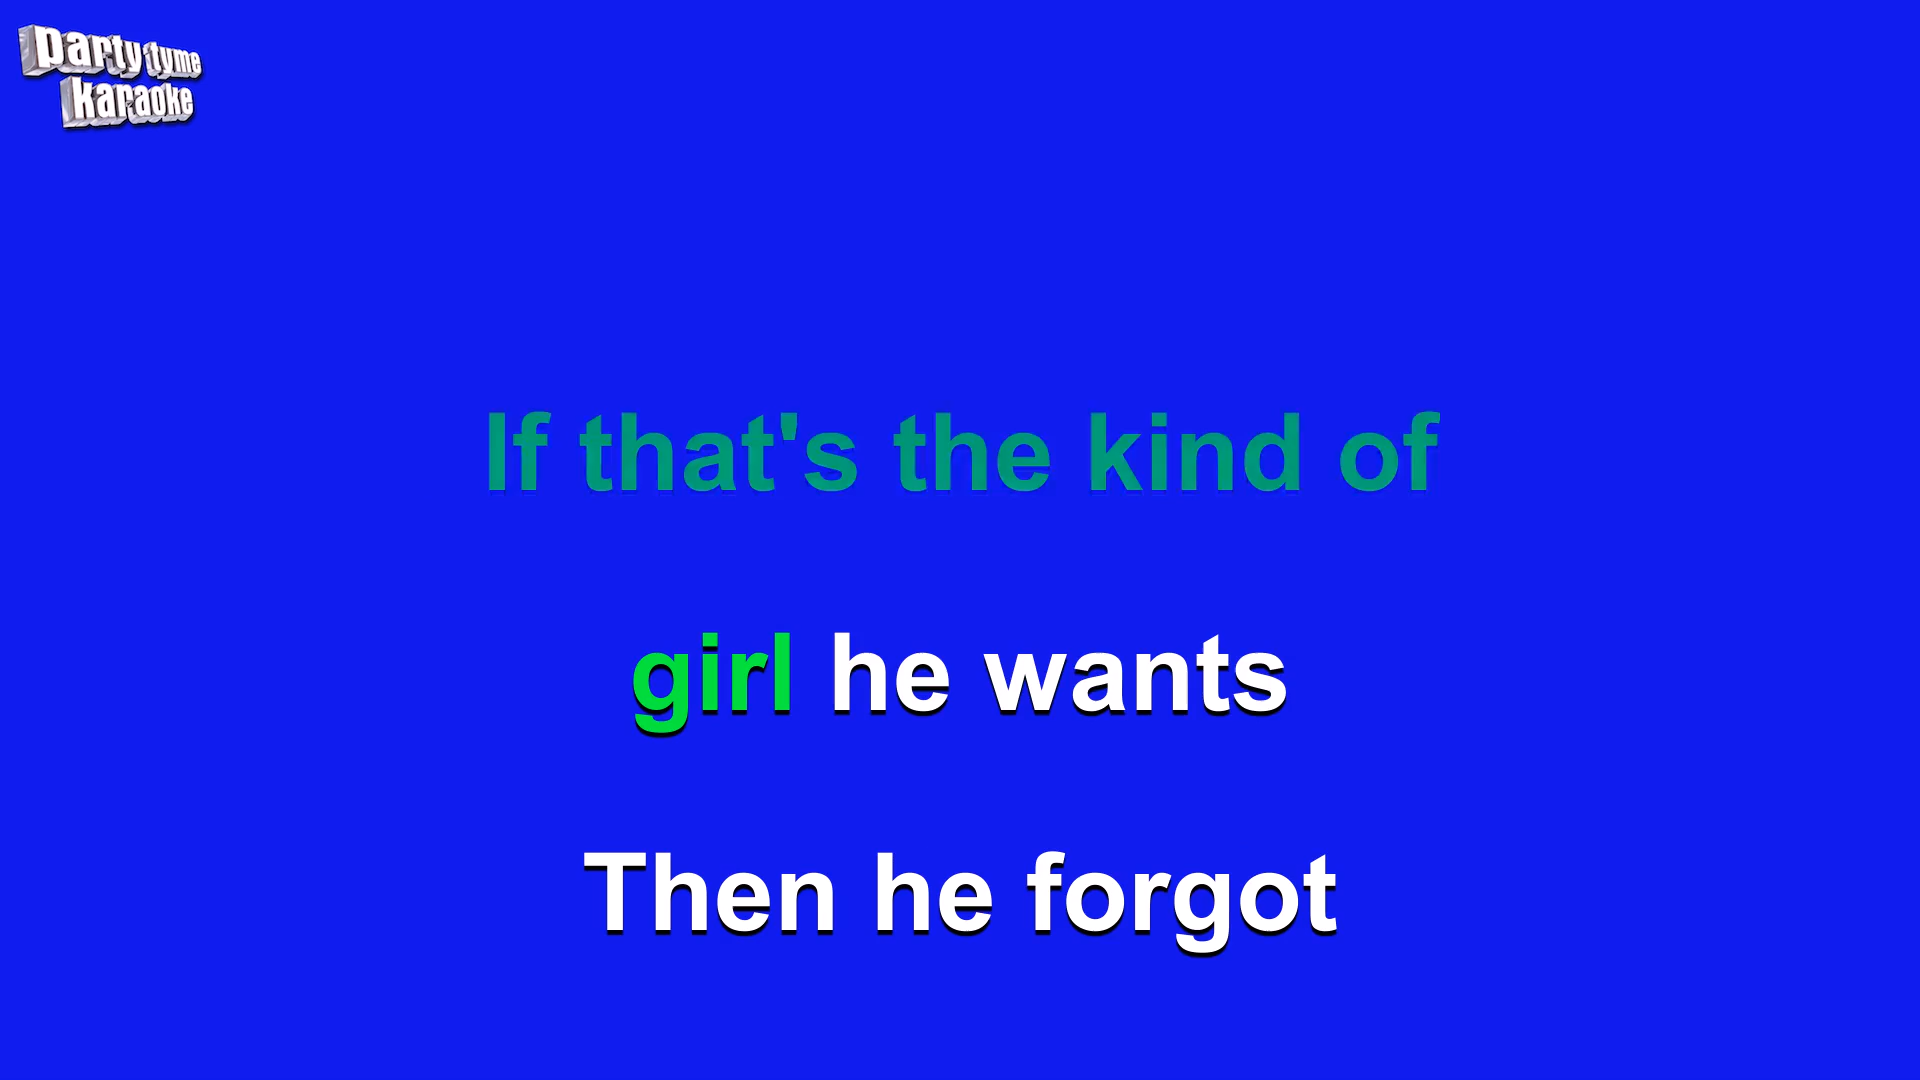 party tyme
karaoke
If that's the kind of
girl he wants
Then he forgot